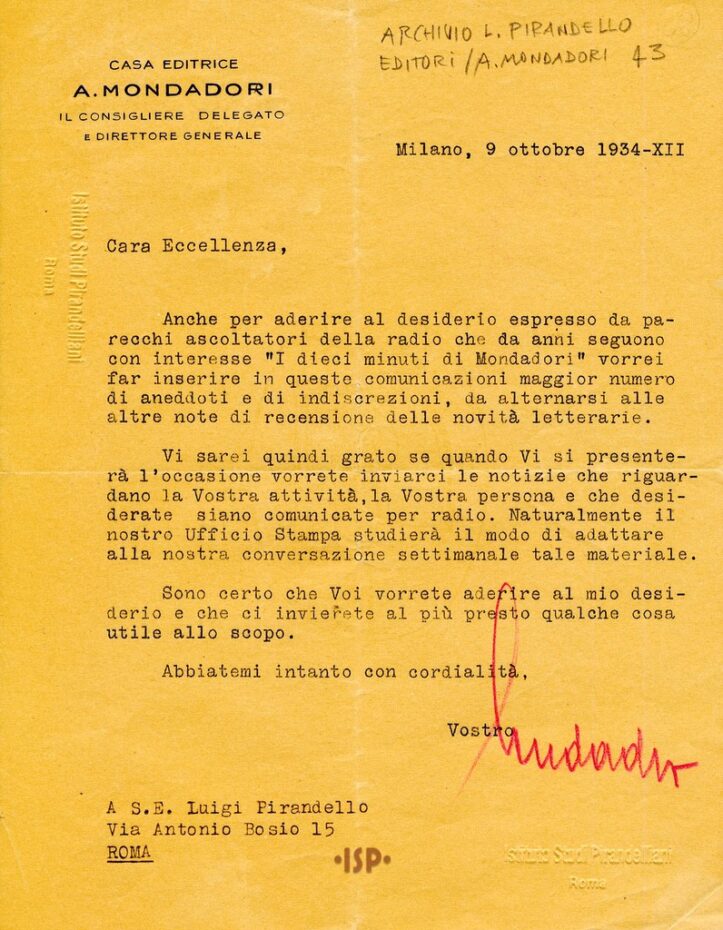 ARCHIVIO L. PIRANDELLO
EDITORI/A. MONDADORI 43
CASA EDITRICE
A. MONDADORI
IL CONSIGLIERE DELEGATO
E DIRETTORE GENERALE
Milano, 9 ottobre 1934-XII
Istituto Studi Pirandelliani
Roma
Cara Eccellenza,
Anche per aderire al desiderio espresso da pa-
recchi ascoltatori della radio che da anni seguono
con interesse "I dieci minuti di Mondadori" vorrei
far inserire in queste comunicazioni maggior numero
di aneddoti e di indiscrezioni, da alternarsi alle
altre note di recensione delle novità letterarie.
Vi sarei quindi grato se quando Vi si presente-
rà l'occasione vorrete inviarci le notizie che riguar-
dano la Vostra attività, la Vostra persona e che desi-
derate siano comunicate per radio. Naturalmente il
nostro Ufficio Stampa studierà il modo di adattare
alla nostra conversazione settimanale tale materiale.
Sono certo che Voi vorrete aderire al mio desi-
derio e che ci invierete al più presto qualche cosa
utile allo scopo.
Abbiatemi intanto con cordialità,
Vostro
Mondadori
A S.E. Luigi Pirandello
Via Antonio Bosio 15
ROMA
•ISP•
Istituto Studi Pirandelliani
Roma